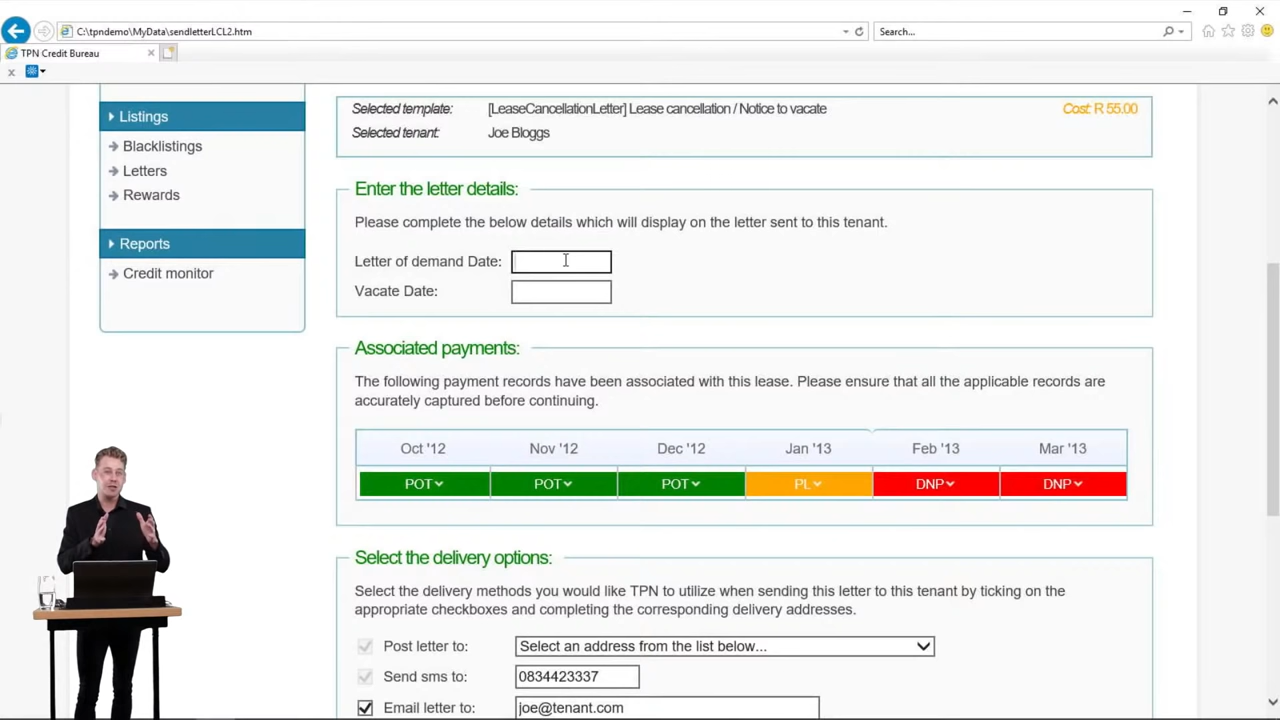 C:\tpndemo\MyData\sendletterLCL2.htm
Search...
TPN Credit Bureau
Selected template: [LeaseCancellationLetter] Lease cancellation / Notice to vacate Cost: R 55.00
Listings
Selected tenant: Joe Bloggs
Blacklistings
Letters
Rewards
Enter the letter details:
Please complete the below details which will display on the letter sent to this tenant.
Reports
Letter of demand Date:
Credit monitor
Vacate Date:
Associated payments:
The following payment records have been associated with this lease. Please ensure that all the applicable records are
accurately captured before continuing.
Oct '12 Nov '12 Dec '12 Jan '13 Feb '13 Mar '13
POT POT POT PL DNP DNP
Select the delivery options:
Select the delivery methods you would like TPN to utilize when sending this letter to this tenant by ticking on the
appropriate checkboxes and completing the corresponding delivery addresses.
Post letter to: Select an address from the list below...
Send sms to: 0834423337
Email letter to: joe@tenant.com